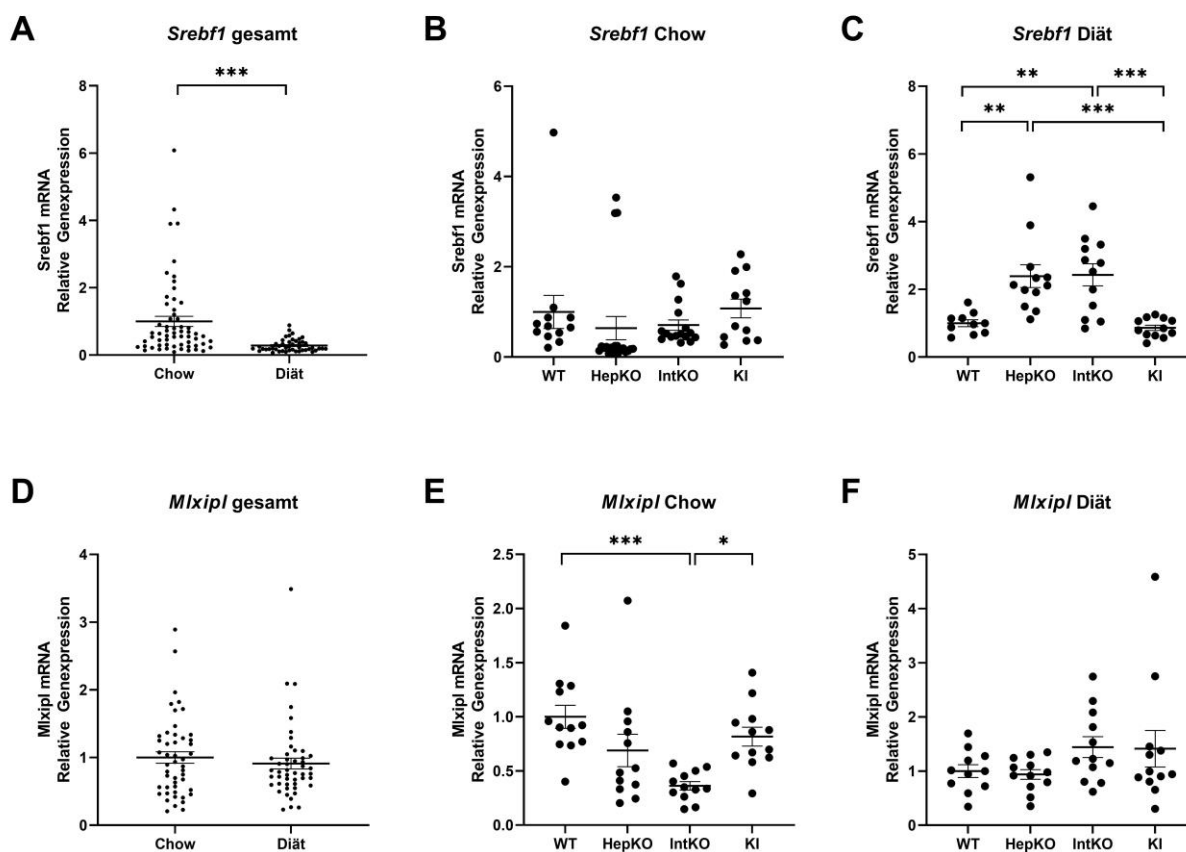 A
Srebf1 gesamt
***
Srebf1 mRNA
Relative Genexpression
8
6
4
2
0
Chow Diät
B
Srebf1 Chow
Srebf1 mRNA
Relative Genexpression
6
4
2
0
WT HepKO IntKO KI
C
Srebf1 Diät
** ***
** ***
Srebf1 mRNA
Relative Genexpression
8
6
4
2
0
WT HepKO IntKO KI
D
Mlxipl gesamt
Mlxipl mRNA
Relative Genexpression
4
3
2
1
0
Chow Diät
E
Mlxipl Chow
*** *
Mlxipl mRNA
Relative Genexpression
2.5
2.0
1.5
1.0
0.5
0.0
WT HepKO IntKO KI
F
Mlxipl Diät
Mlxipl mRNA
Relative Genexpression
5
4
3
2
1
0
WT HepKO IntKO KI